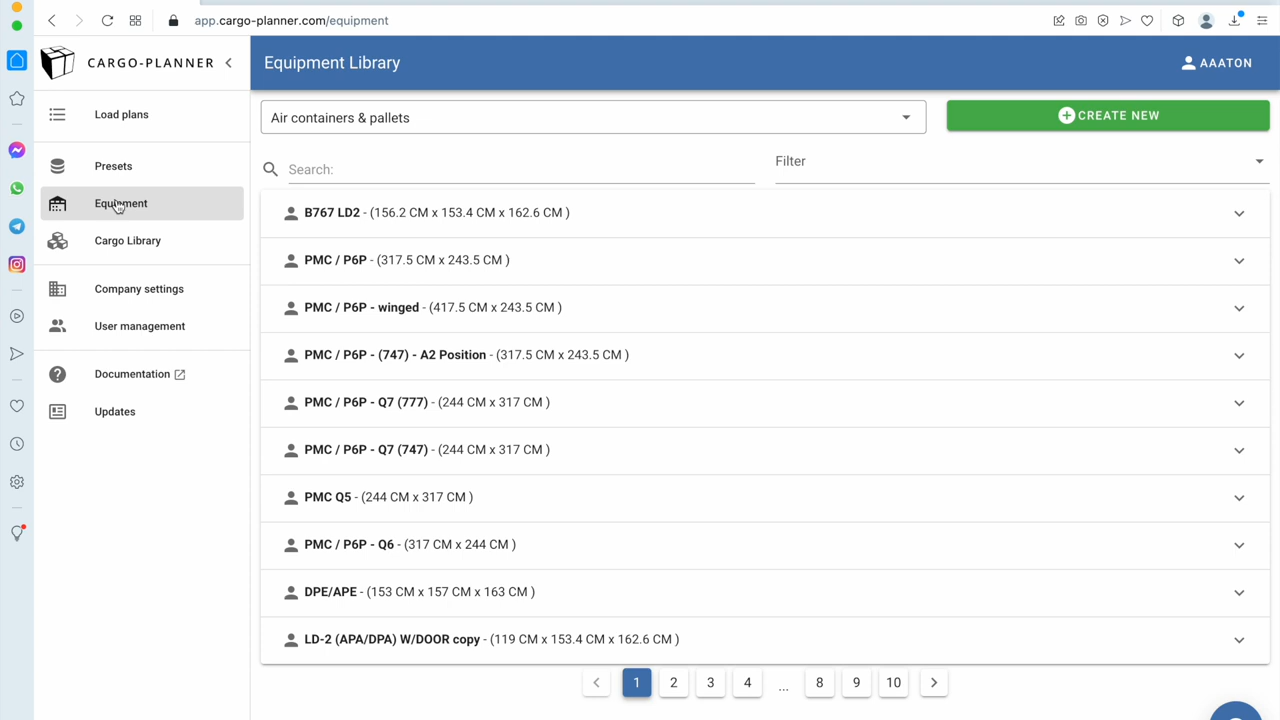 app.cargo-planner.com/equipment
CARGO-PLANNER
Equipment Library
AAATON
Load plans
Presets
Equipment
Cargo Library
Company settings
User management
Documentation
Updates
Air containers & pallets
CREATE NEW
Search:
Filter
B767 LD2 - (156.2 CM x 153.4 CM x 162.6 CM )
PMC / P6P - (317.5 CM x 243.5 CM )
PMC / P6P - winged - (417.5 CM x 243.5 CM )
PMC / P6P - (747) - A2 Position - (317.5 CM x 243.5 CM )
PMC / P6P - Q7 (777) - (244 CM x 317 CM )
PMC / P6P - Q7 (747) - (244 CM x 317 CM )
PMC Q5 - (244 CM x 317 CM )
PMC / P6P - Q6 - (317 CM x 244 CM )
DPE/APE - (153 CM x 157 CM x 163 CM )
LD-2 (APA/DPA) W/DOOR copy - (119 CM x 153.4 CM x 162.6 CM )
1 2 3 4 ... 8 9 10